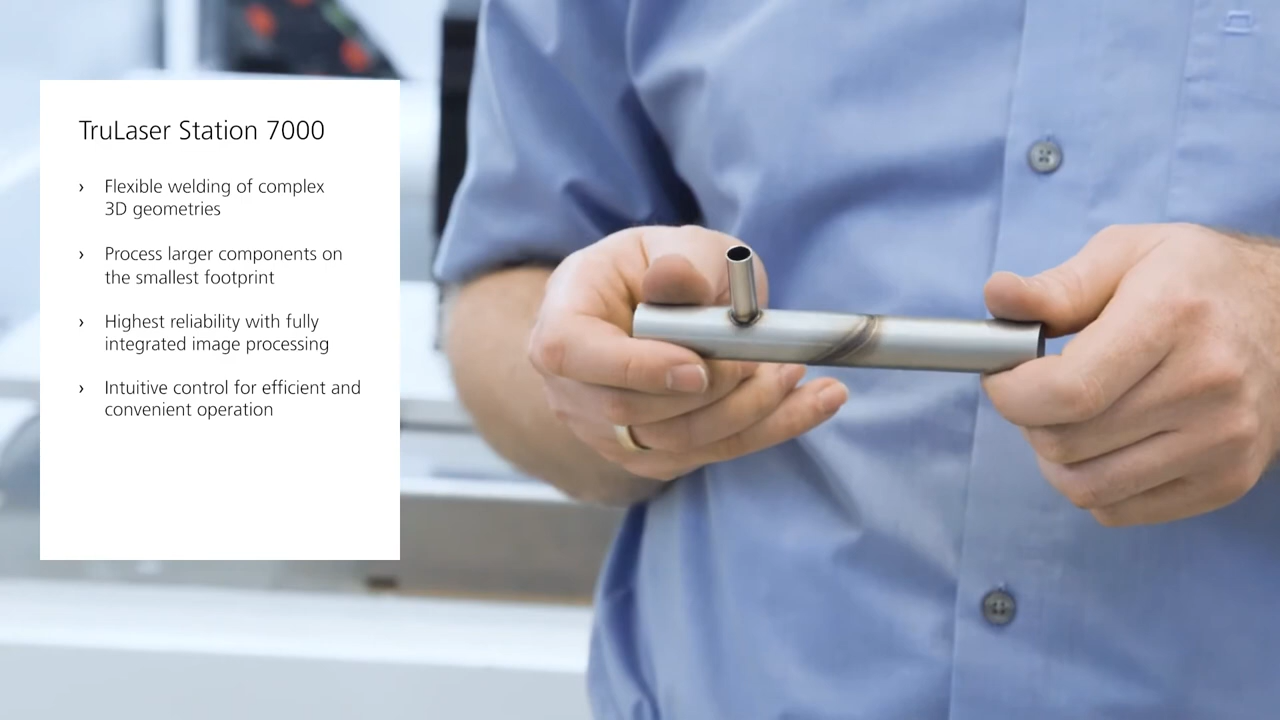 TruLaser Station 7000
› Flexible welding of complex
3D geometries
› Process larger components on
the smallest footprint
› Highest reliability with fully
integrated image processing
› Intuitive control for efficient and
convenient operation